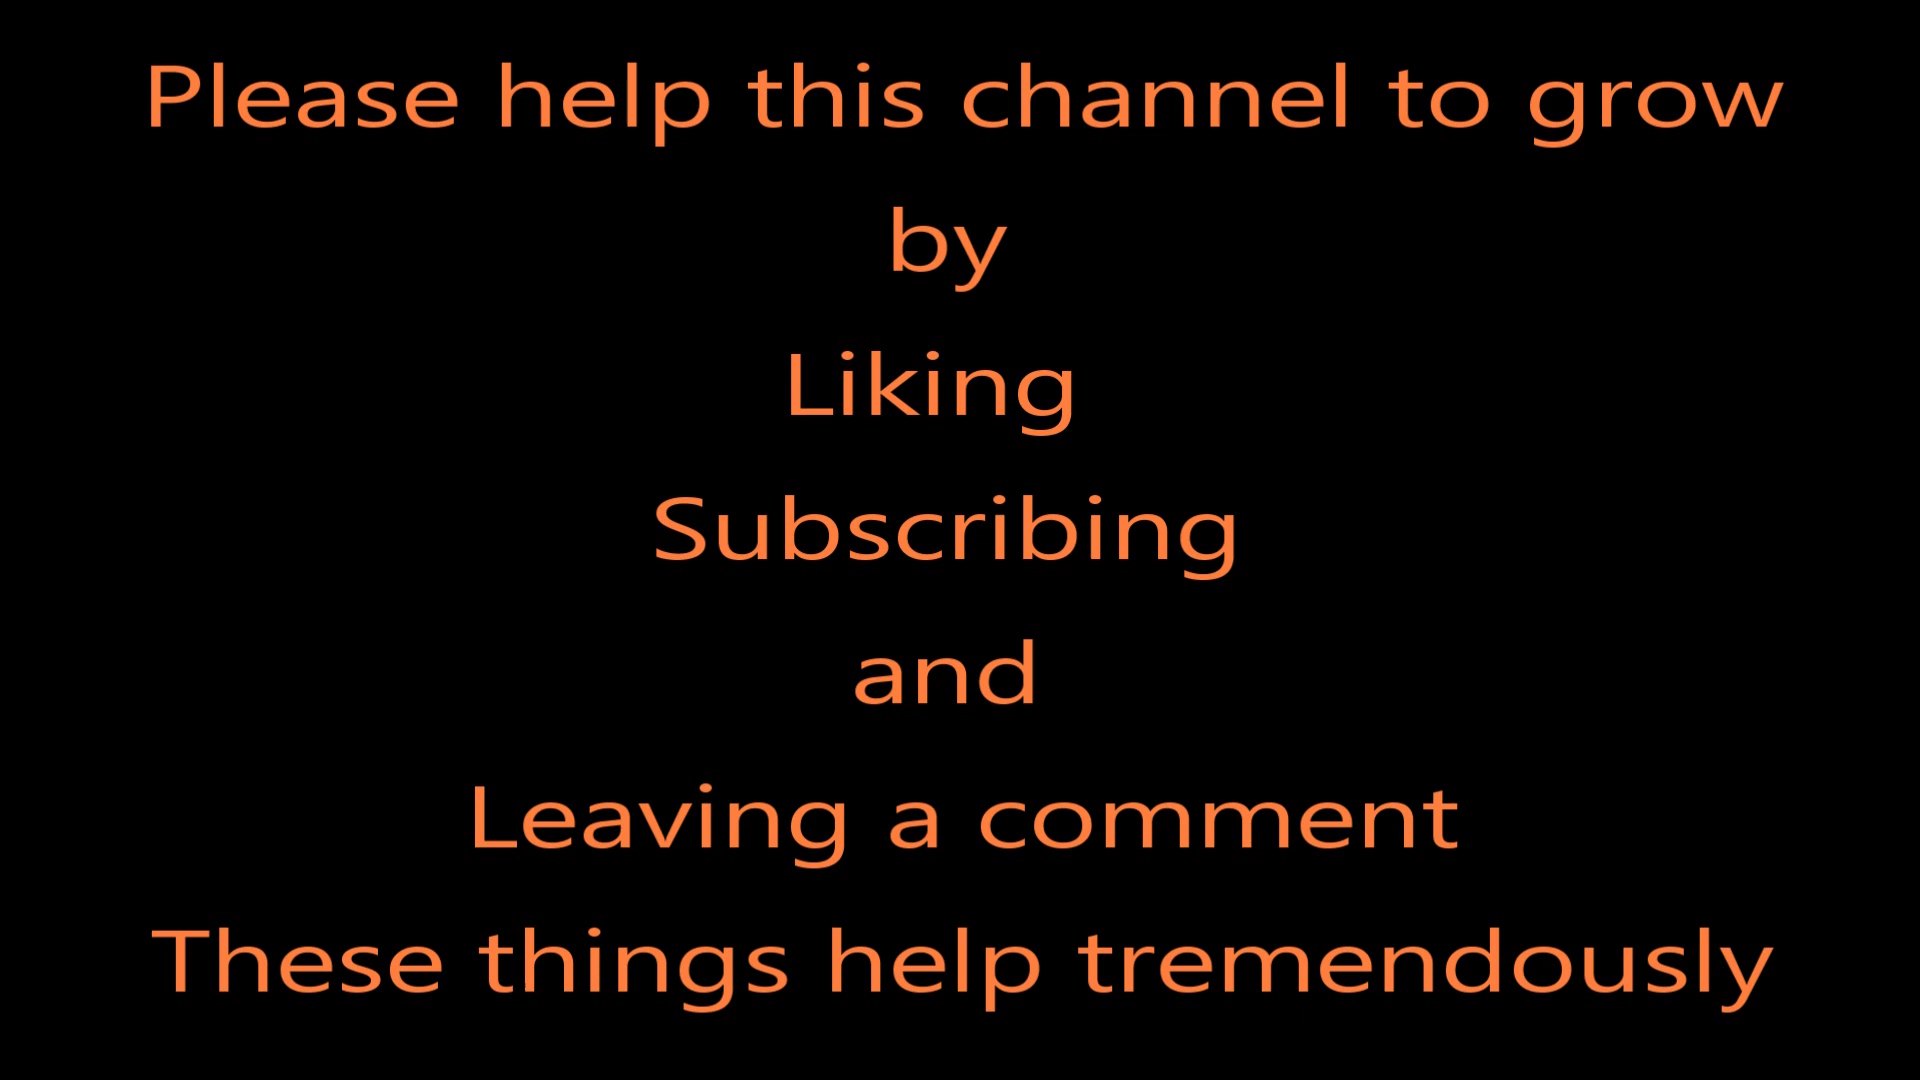 Please help this channel to grow
by
Liking
Subscribing
and
Leaving a comment
These things help tremendously